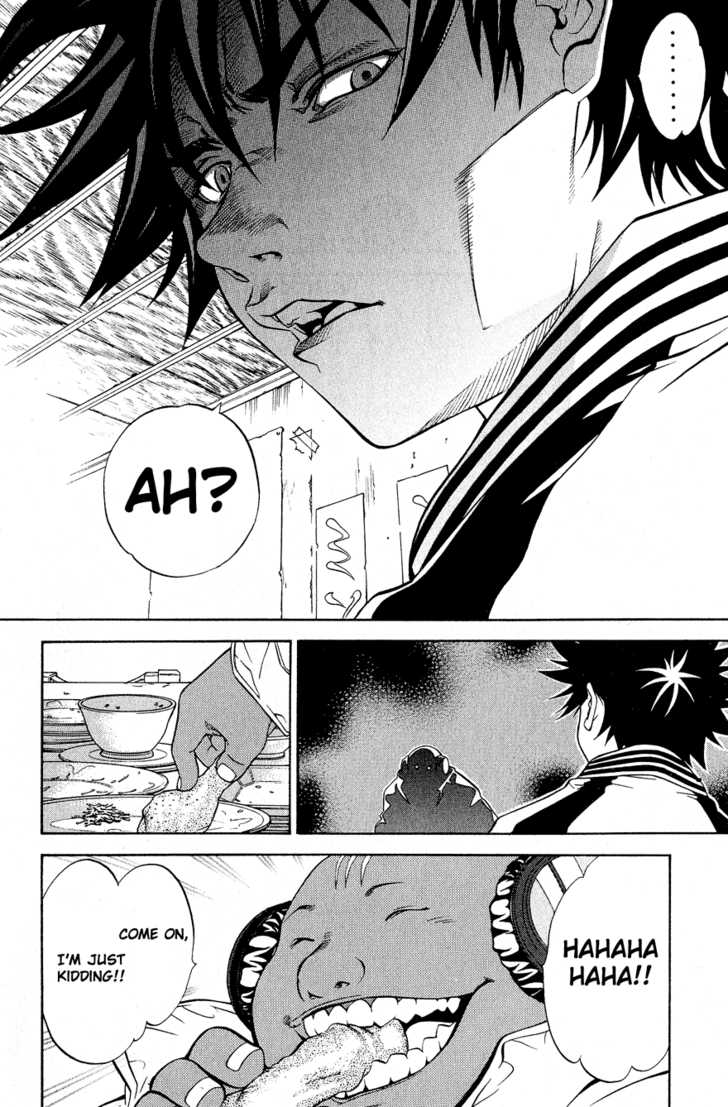 ......
AH?
HAHAHA
HAHA!!
COME ON,
I'M JUST
KIDDING!!